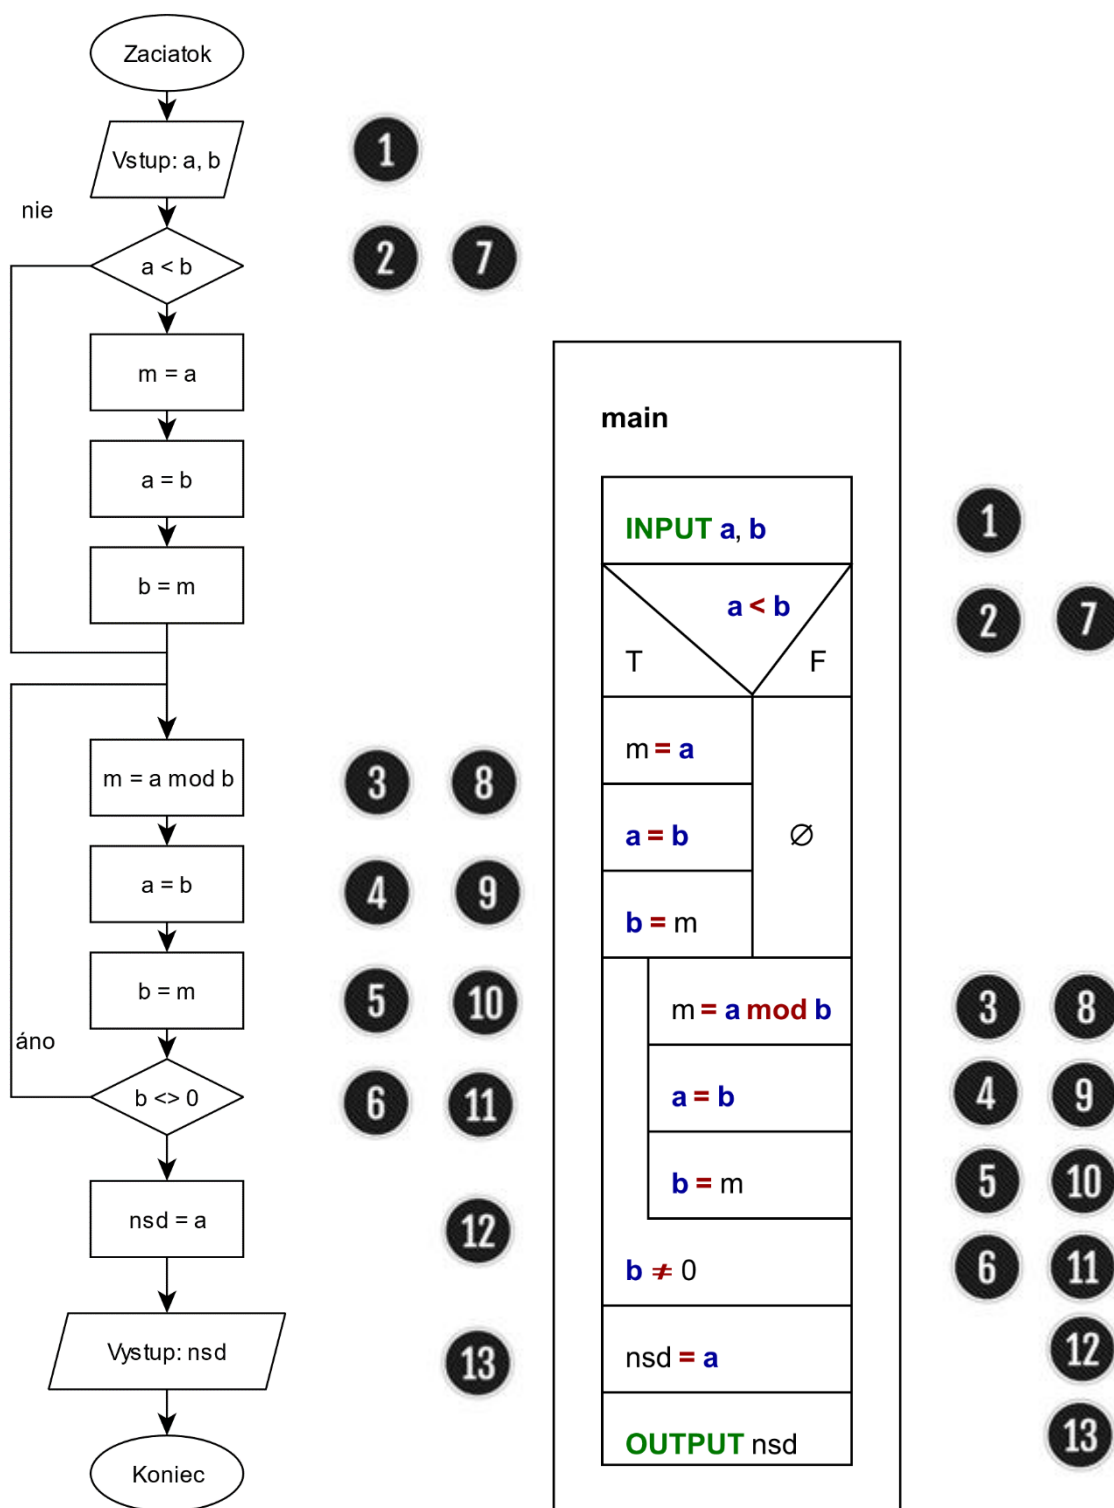 Zaciatok
Vstup: a, b
1
nie
a < b
2 7
m = a
a = b
b = m
m = a mod b
3 8
a = b
4 9
b = m
5 10
áno
b <> 0
6 11
nsd = a
12
Vystup: nsd
13
Koniec
main
INPUT a, b
1
a < b
2 7
T F
m = a
a = b
∅
b = m
m = a mod b
3 8
a = b
4 9
b = m
5 10
b ≠ 0
6 11
nsd = a
12
OUTPUT nsd
13